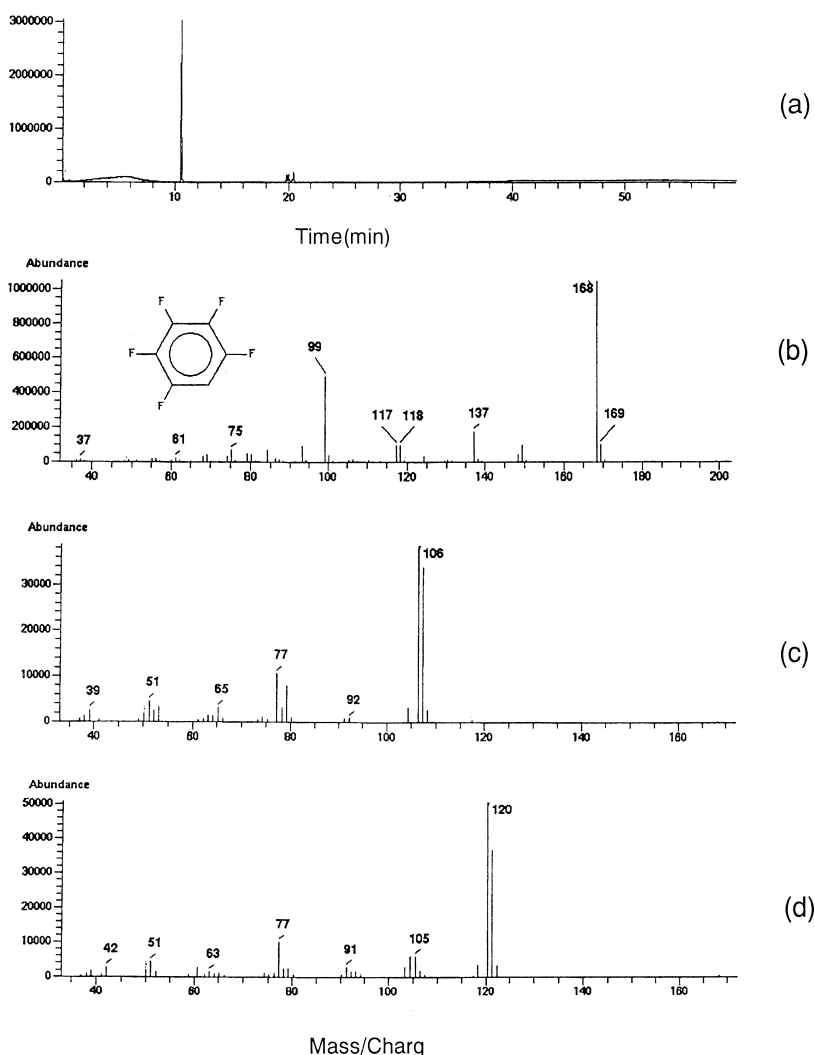 3000000
2000000
1000000
0
10 20 30 40 50
Time(min)
(a)
Abundance
1000000
800000
600000
400000
200000
0
F F
F F
F
37 61 75 99 117 118 137 168 169
40 60 80 100 120 140 160 180 200
(b)
Abundance
30000
20000
10000
0
39 51 65 77 92 106
40 60 80 100 120 140 160
(c)
Abundance
50000
40000
30000
20000
10000
0
42 51 63 77 91 105 120
40 60 80 100 120 140 160
(d)
Mass/Charg